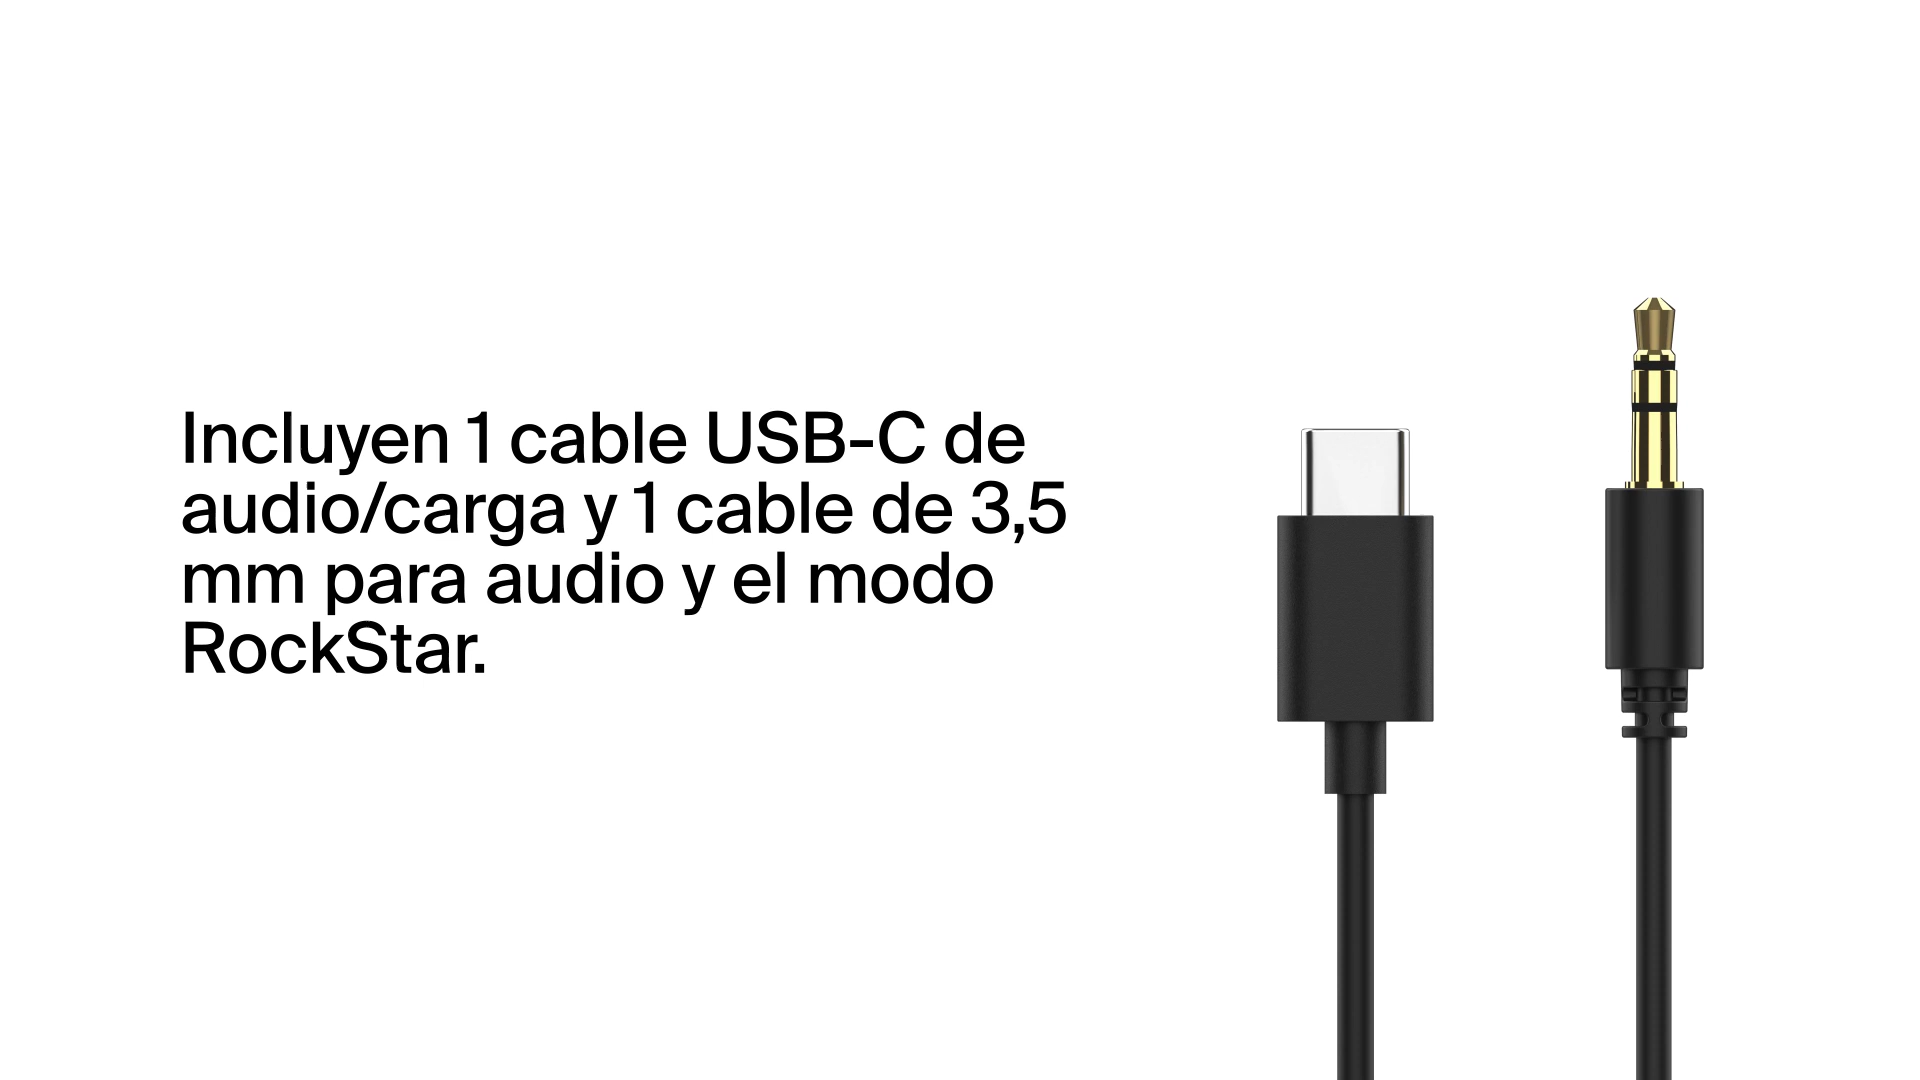 Incluyen 1 cable USB-C de
audio/carga y 1 cable de 3,5
mm para audio y el modo
RockStar.